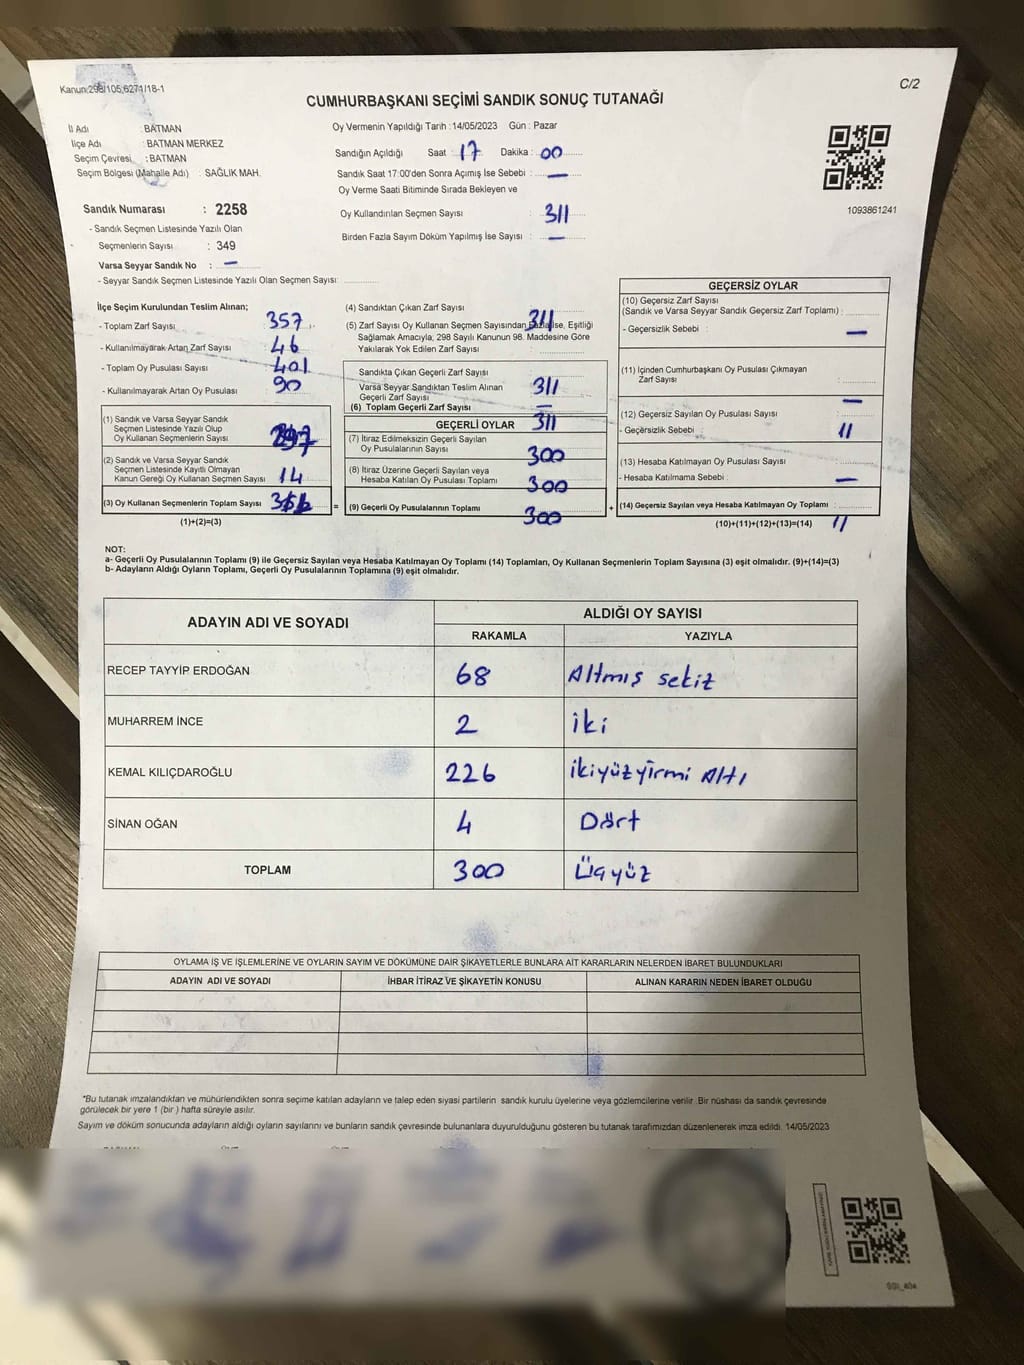 Kanun:298/105,6271/18-1
C/2
CUMHURBAŞKANI SEÇİMİ SANDIK SONUÇ TUTANAĞI
İl Adı : BATMAN
İlçe Adı : BATMAN MERKEZ
Seçim Çevresi : BATMAN
Seçim Bölgesi (Mahalle Adı) : SAĞLIK MAH.
Oy Vermenin Yapıldığı Tarih : 14/05/2023 Gün : Pazar
Sandığın Açıldığı Saat : 17 Dakika : 00
Sandık Saat 17:00'den Sonra Açımış İse Sebebi : —
Oy Verme Saati Bitiminde Sırada Bekleyen ve
Oy Kullandırılan Seçmen Sayısı : 311
Birden Fazla Sayım Döküm Yapılmış İse Sayısı : —
1093861241
Sandık Numarası : 2258
- Sandık Seçmen Listesinde Yazılı Olan
Seçmenlerin Sayısı : 349
Varsa Seyyar Sandık No : —
- Seyyar Sandık Seçmen Listesinde Yazılı Olan Seçmen Sayısı:
İlçe Seçim Kurulundan Teslim Alınan;
- Toplam Zarf Sayısı 357
- Kullanılmayarak Artan Zarf Sayısı 46
- Toplam Oy Pusulası Sayısı 401
- Kullanılmayarak Artan Oy Pusulası 90
(1) Sandık ve Varsa Seyyar Sandık
Seçmen Listesinde Yazılı Olup
Oy Kullanan Seçmenlerin Sayısı
(2) Sandık ve Varsa Seyyar Sandık
Seçmen Listesinde Kayıtlı Olmayan
Kanun Gereği Oy Kullanan Seçmen Sayısı 14
(3) Oy Kullanan Seçmenlerin Toplam Sayısı
(1)+(2)=(3)
(4) Sandıktan Çıkan Zarf Sayısı 311
(5) Zarf Sayısı Oy Kullanan Seçmen Sayısından Fazla İse, Eşitliği
Sağlamak Amacıyla; 298 Sayılı Kanunun 98. Maddesine Göre
Yakılarak Yok Edilen Zarf Sayısı
Sandıkta Çıkan Geçerli Zarf Sayısı
Varsa Seyyar Sandıktan Teslim Alınan 311
Geçerli Zarf Sayısı —
(6) Toplam Geçerli Zarf Sayısı
GEÇERLİ OYLAR 311
(7) İtiraz Edilmeksizin Geçerli Sayılan
Oy Pusulalarının Sayısı 300
(8) İtiraz Üzerine Geçerli Sayılan veya
Hesaba Katılan Oy Pusulası Toplamı 300
(9) Geçerli Oy Pusulalarının Toplamı 300
GEÇERSİZ OYLAR
(10) Geçersiz Zarf Sayısı
(Sandık ve Varsa Seyyar Sandık Geçersiz Zarf Toplamı) :
- Geçersizlik Sebebi : —
(11) İçinden Cumhurbaşkanı Oy Pusulası Çıkmayan
Zarf Sayısı : —
(12) Geçersiz Sayılan Oy Pusulası Sayısı :
- Geçersizlik Sebebi : 11
(13) Hesaba Katılmayan Oy Pusulası Sayısı :
- Hesaba Katılmama Sebebi : —
(14) Geçersiz Sayılan veya Hesaba Katılmayan Oy Toplamı :
(10)+(11)+(12)+(13)=(14) 11
NOT:
a- Geçerli Oy Pusulalarının Toplamı (9) ile Geçersiz Sayılan veya Hesaba Katılmayan Oy Toplamı (14) Toplamları, Oy Kullanan Seçmenlerin Toplam Sayısına (3) eşit olmalıdır. (9)+(14)=(3)
b- Adayların Aldığı Oyların Toplamı, Geçerli Oy Pusulalarının Toplamına (9) eşit olmalıdır.
ADAYIN ADI VE SOYADI
ALDIĞI OY SAYISI
RAKAMLA YAZIYLA
RECEP TAYYİP ERDOĞAN 68 Altmış sekiz
MUHARREM İNCE 2 iki
KEMAL KILIÇDAROĞLU 226 ikiyüzyirmi Altı
SİNAN OĞAN 4 Dört
TOPLAM 300 Üçyüz
OYLAMA İŞ VE İŞLEMLERİNE VE OYLARIN SAYIM VE DÖKÜMÜNE DAİR ŞİKAYETLERLE BUNLARA AİT KARARLARIN NELERDEN İBARET BULUNDUKLARI
ADAYIN ADI VE SOYADI İHBAR İTİRAZ VE ŞİKAYETİN KONUSU ALINAN KARARIN NEDEN İBARET OLDUĞU
*Bu tutanak imzalandıktan ve mühürlendikten sonra seçime katılan adayların ve talep eden siyasi partilerin sandık kurulu üyelerine veya gözlemcilerine verilir. Bir nüshası da sandık çevresinde
görülecek bir yere 1 (bir) hafta süreyle asılır.
Sayım ve döküm sonucunda adayların aldığı oyların sayılarını ve bunların sandık çevresinde bulunanlara duyurulduğunu gösteren bu tutanak tarafımızdan düzenlenerek imza edildi. 14/05/2023